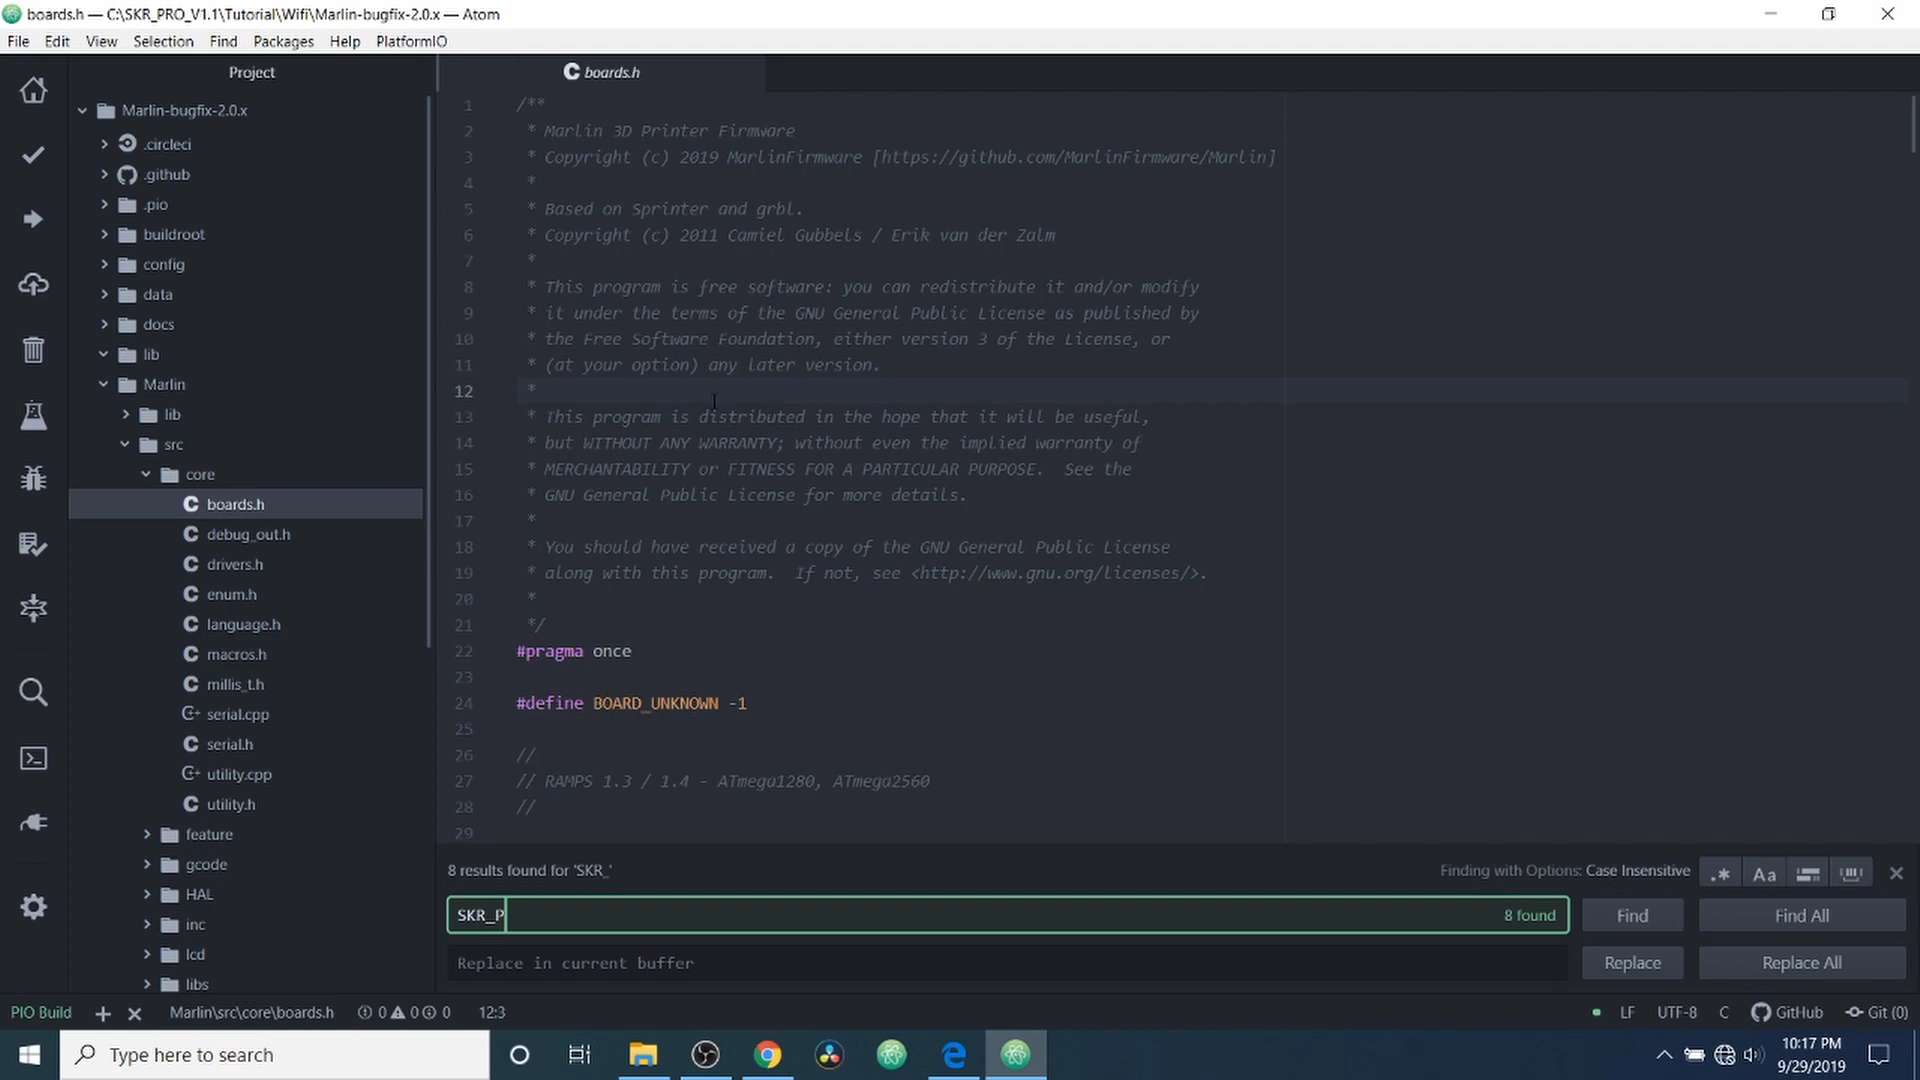 boards.h — C:\SKR_PRO_V1.1\Tutorial\Wifi\Marlin-bugfix-2.0.x — Atom
File Edit View Selection Find Packages Help PlatformIO
Project
Marlin-bugfix-2.0.x
.circleci
.github
.pio
buildroot
config
data
docs
lib
Marlin
lib
src
core
boards.h
debug_out.h
drivers.h
enum.h
language.h
macros.h
millis_t.h
serial.cpp
serial.h
utility.cpp
utility.h
feature
gcode
HAL
inc
lcd
libs
boards.h
1 /**
2 * Marlin 3D Printer Firmware
3 * Copyright (c) 2019 MarlinFirmware [https://github.com/MarlinFirmware/Marlin]
4 *
5 * Based on Sprinter and grbl.
6 * Copyright (c) 2011 Camiel Gubbels / Erik van der Zalm
7 *
8 * This program is free software: you can redistribute it and/or modify
9 * it under the terms of the GNU General Public License as published by
10 * the Free Software Foundation, either version 3 of the License, or
11 * (at your option) any later version.
12 *
13 * This program is distributed in the hope that it will be useful,
14 * but WITHOUT ANY WARRANTY; without even the implied warranty of
15 * MERCHANTABILITY or FITNESS FOR A PARTICULAR PURPOSE.  See the
16 * GNU General Public License for more details.
17 *
18 * You should have received a copy of the GNU General Public License
19 * along with this program.  If not, see <http://www.gnu.org/licenses/>.
20 *
21 */
22 #pragma once
23
24 #define BOARD_UNKNOWN -1
25
26 //
27 // RAMPS 1.3 / 1.4 - ATmega1280, ATmega2560
28 //
29
8 results found for 'SKR_'
Finding with Options: Case Insensitive
.* Aa
SKR_P
8 found
Find Find All
Replace in current buffer
Replace Replace All
PIO Build Marlin\src\core\boards.h 0 0 0 12:3
LF UTF-8 C GitHub Git (0)
Type here to search
10:17 PM
9/29/2019